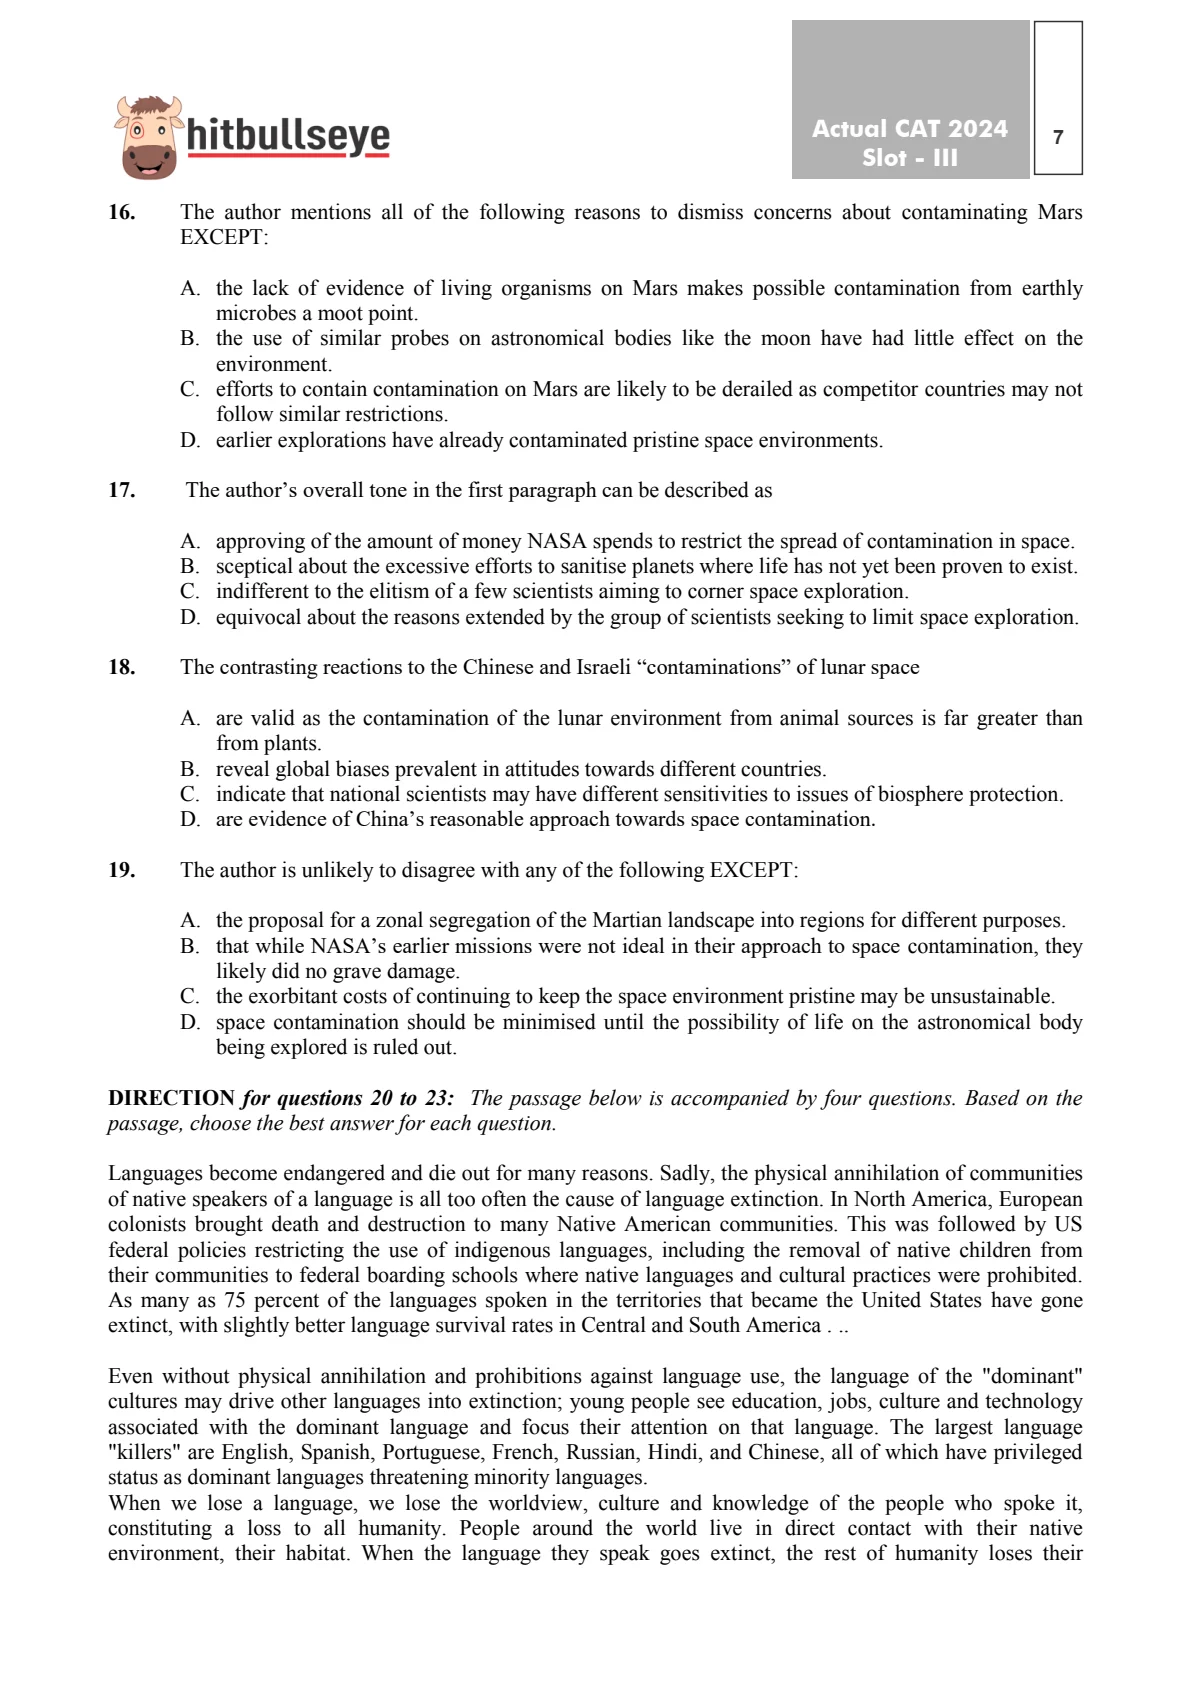 hitbullseye
Actual CAT 2024
Slot - III
7
16. The author mentions all of the following reasons to dismiss concerns about contaminating Mars
EXCEPT:
A. the lack of evidence of living organisms on Mars makes possible contamination from earthly
microbes a moot point.
B. the use of similar probes on astronomical bodies like the moon have had little effect on the
environment.
C. efforts to contain contamination on Mars are likely to be derailed as competitor countries may not
follow similar restrictions.
D. earlier explorations have already contaminated pristine space environments.
17. The author’s overall tone in the first paragraph can be described as
A. approving of the amount of money NASA spends to restrict the spread of contamination in space.
B. sceptical about the excessive efforts to sanitise planets where life has not yet been proven to exist.
C. indifferent to the elitism of a few scientists aiming to corner space exploration.
D. equivocal about the reasons extended by the group of scientists seeking to limit space exploration.
18. The contrasting reactions to the Chinese and Israeli “contaminations” of lunar space
A. are valid as the contamination of the lunar environment from animal sources is far greater than
from plants.
B. reveal global biases prevalent in attitudes towards different countries.
C. indicate that national scientists may have different sensitivities to issues of biosphere protection.
D. are evidence of China’s reasonable approach towards space contamination.
19. The author is unlikely to disagree with any of the following EXCEPT:
A. the proposal for a zonal segregation of the Martian landscape into regions for different purposes.
B. that while NASA’s earlier missions were not ideal in their approach to space contamination, they
likely did no grave damage.
C. the exorbitant costs of continuing to keep the space environment pristine may be unsustainable.
D. space contamination should be minimised until the possibility of life on the astronomical body
being explored is ruled out.
DIRECTION for questions 20 to 23: The passage below is accompanied by four questions. Based on the
passage, choose the best answer for each question.
Languages become endangered and die out for many reasons. Sadly, the physical annihilation of communities
of native speakers of a language is all too often the cause of language extinction. In North America, European
colonists brought death and destruction to many Native American communities. This was followed by US
federal policies restricting the use of indigenous languages, including the removal of native children from
their communities to federal boarding schools where native languages and cultural practices were prohibited.
As many as 75 percent of the languages spoken in the territories that became the United States have gone
extinct, with slightly better language survival rates in Central and South America . ..
Even without physical annihilation and prohibitions against language use, the language of the "dominant"
cultures may drive other languages into extinction; young people see education, jobs, culture and technology
associated with the dominant language and focus their attention on that language. The largest language
"killers" are English, Spanish, Portuguese, French, Russian, Hindi, and Chinese, all of which have privileged
status as dominant languages threatening minority languages.
When we lose a language, we lose the worldview, culture and knowledge of the people who spoke it,
constituting a loss to all humanity. People around the world live in direct contact with their native
environment, their habitat. When the language they speak goes extinct, the rest of humanity loses their